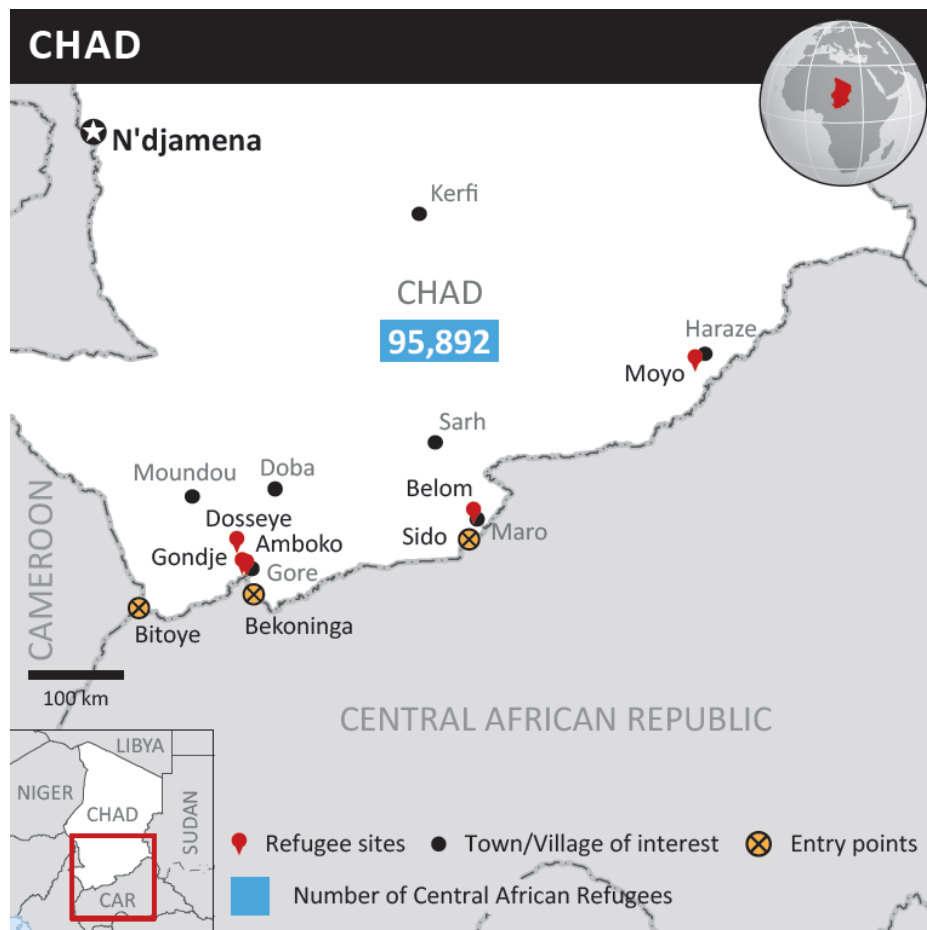 CHAD
N'djamena
Kerfi
CHAD
95,892
Haraze
Moyo
Sarh
Moundou
Doba
Belom
Dosseye
Sido
Maro
Gondje
Amboko
Gore
CAMEROON
Bitoye
Bekoninga
100 km
CENTRAL AFRICAN REPUBLIC
LIBYA
NIGER
CHAD
SUDAN
CAR
Refugee sites
Town/Village of interest
Entry points
Number of Central African Refugees